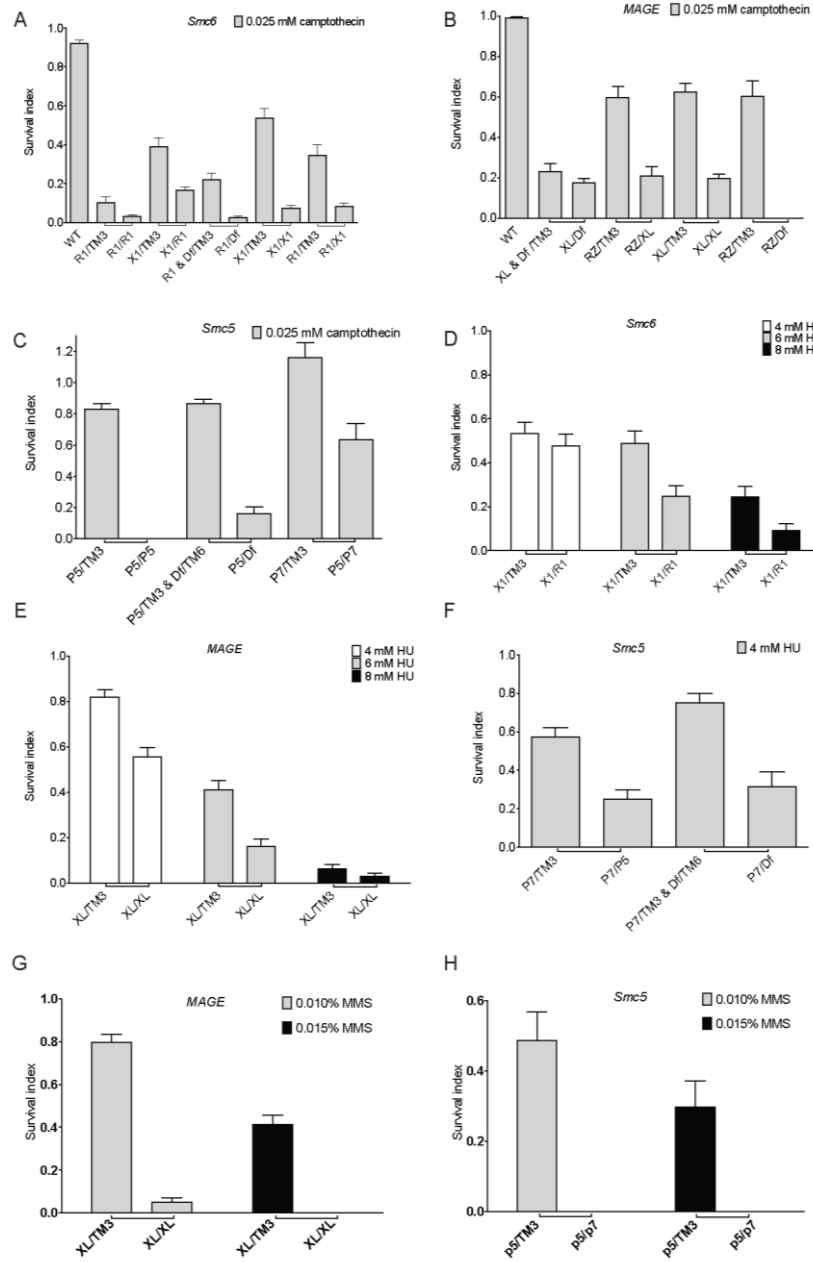 A
Smc6
0.025 mM camptothecin
Survival index
1.0
0.8
0.6
0.4
0.2
0.0
WT
R1/TM3
R1/R1
X1/TM3
X1/R1
R1 & Df/TM3
R1/Df
X1/TM3
X1/X1
R1/TM3
R1/X1
B
MAGE
0.025 mM camptothecin
Survival index
1.0
0.8
0.6
0.4
0.2
0.0
WT
XL & Df /TM3
XL/Df
RZ/TM3
RZ/XL
XL/TM3
XL/XL
RZ/TM3
RZ/Df
C
Smc5
0.025 mM camptothecin
Survival index
1.2
1.0
0.8
0.6
0.4
0.2
0.0
P5/TM3
P5/P5
P5/TM3 & Df/TM6
P5/Df
P7/TM3
P5/P7
D
Smc6
4 mM HU
6 mM HU
8 mM HU
Survival index
1.0
0.8
0.6
0.4
0.2
0.0
X1/TM3
X1/R1
X1/TM3
X1/R1
X1/TM3
X1/R1
E
MAGE
4 mM HU
6 mM HU
8 mM HU
Survival index
1.0
0.8
0.6
0.4
0.2
0.0
XL/TM3
XL/XL
XL/TM3
XL/XL
XL/TM3
XL/XL
F
Smc5
4 mM HU
Survival index
1.0
0.8
0.6
0.4
0.2
0.0
P7/TM3
P7/P5
P7/TM3 & Df/TM6
P7/Df
G
MAGE
0.010% MMS
0.015% MMS
Survival index
1.0
0.8
0.6
0.4
0.2
0.0
XL/TM3
XL/XL
XL/TM3
XL/XL
H
Smc5
0.010% MMS
0.015% MMS
Survival index
0.6
0.4
0.2
0.0
p5/TM3
p5/p7
p5/TM3
p5/p7